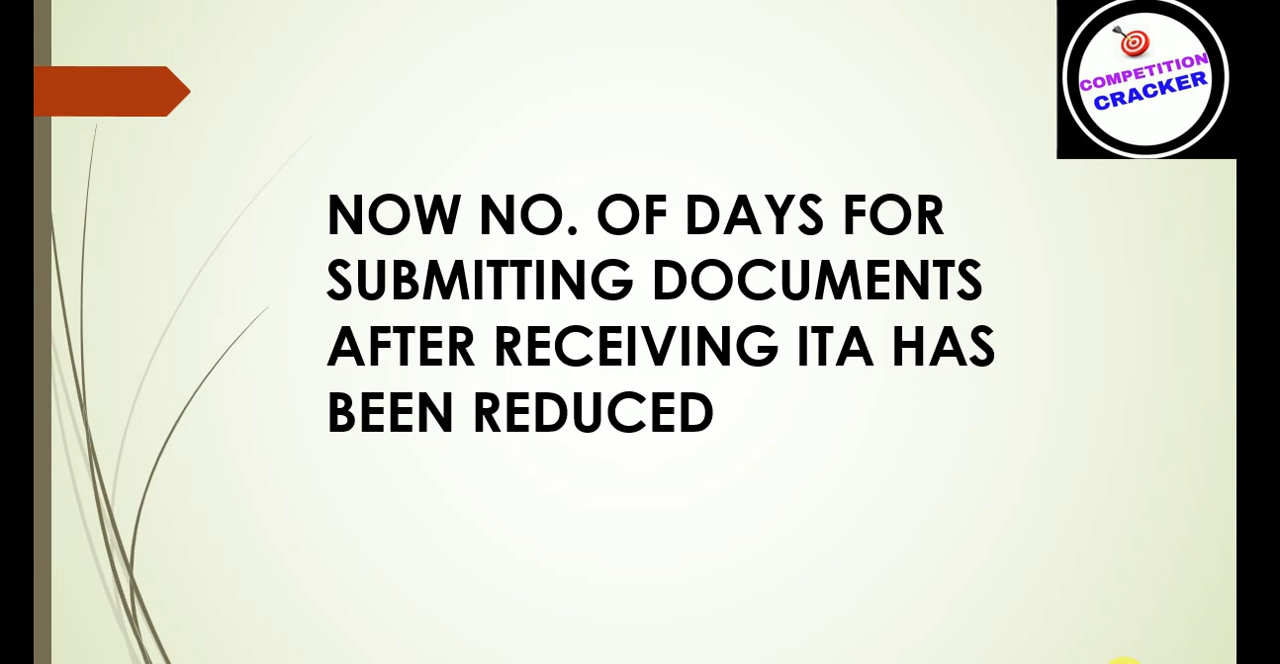 COMPETITION
CRACKER
NOW NO. OF DAYS FOR
SUBMITTING DOCUMENTS
AFTER RECEIVING ITA HAS
BEEN REDUCED